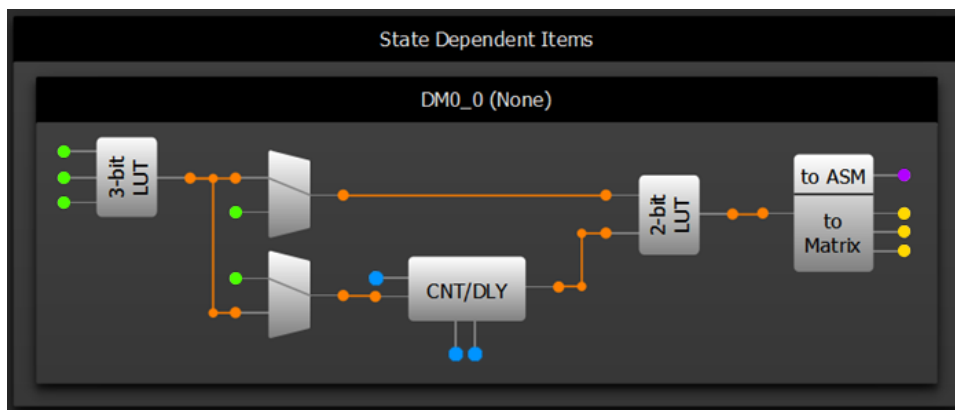 State Dependent Items
DM0_0 (None)
3-bit
LUT
2-bit
LUT
to ASM
to
Matrix
CNT/DLY